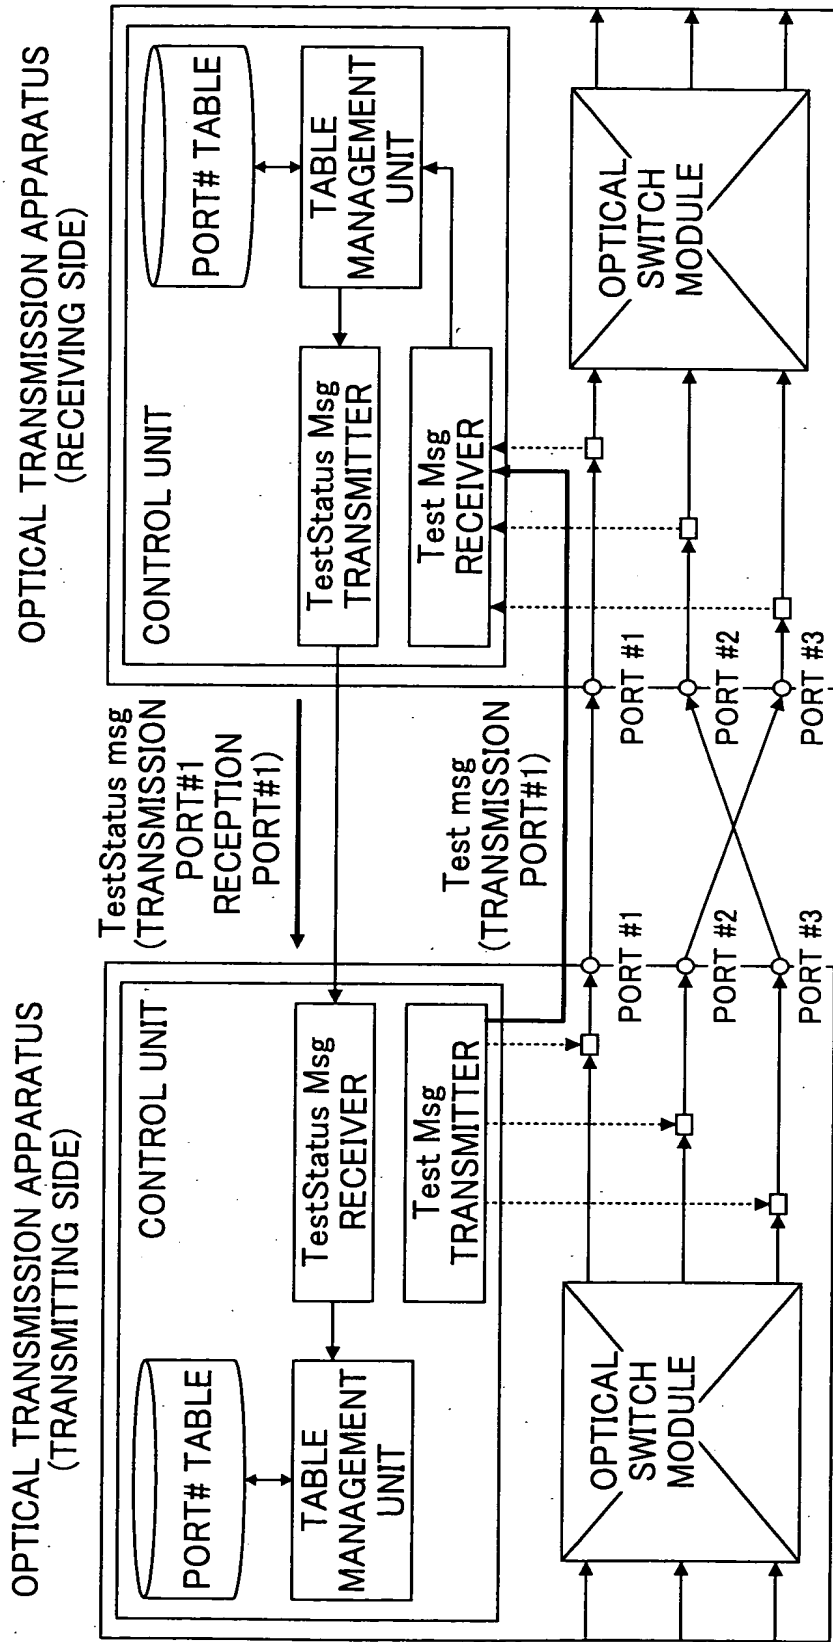 OPTICAL TRANSMISSION APPARATUS
(TRANSMITTING SIDE)
CONTROL UNIT
PORT# TABLE
TABLE
MANAGEMENT
UNIT
TestStatus Msg
RECEIVER
Test Msg
TRANSMITTER
OPTICAL
SWITCH
MODULE
PORT #1
PORT #2
PORT #3
TestStatus msg
(TRANSMISSION
PORT#1
RECEPTION
PORT#1)
Test msg
(TRANSMISSION
PORT#1)
OPTICAL TRANSMISSION APPARATUS
(RECEIVING SIDE)
CONTROL UNIT
TestStatus Msg
TRANSMITTER
Test Msg
RECEIVER
PORT# TABLE
TABLE
MANAGEMENT
UNIT
PORT #1
PORT #2
PORT #3
OPTICAL
SWITCH
MODULE